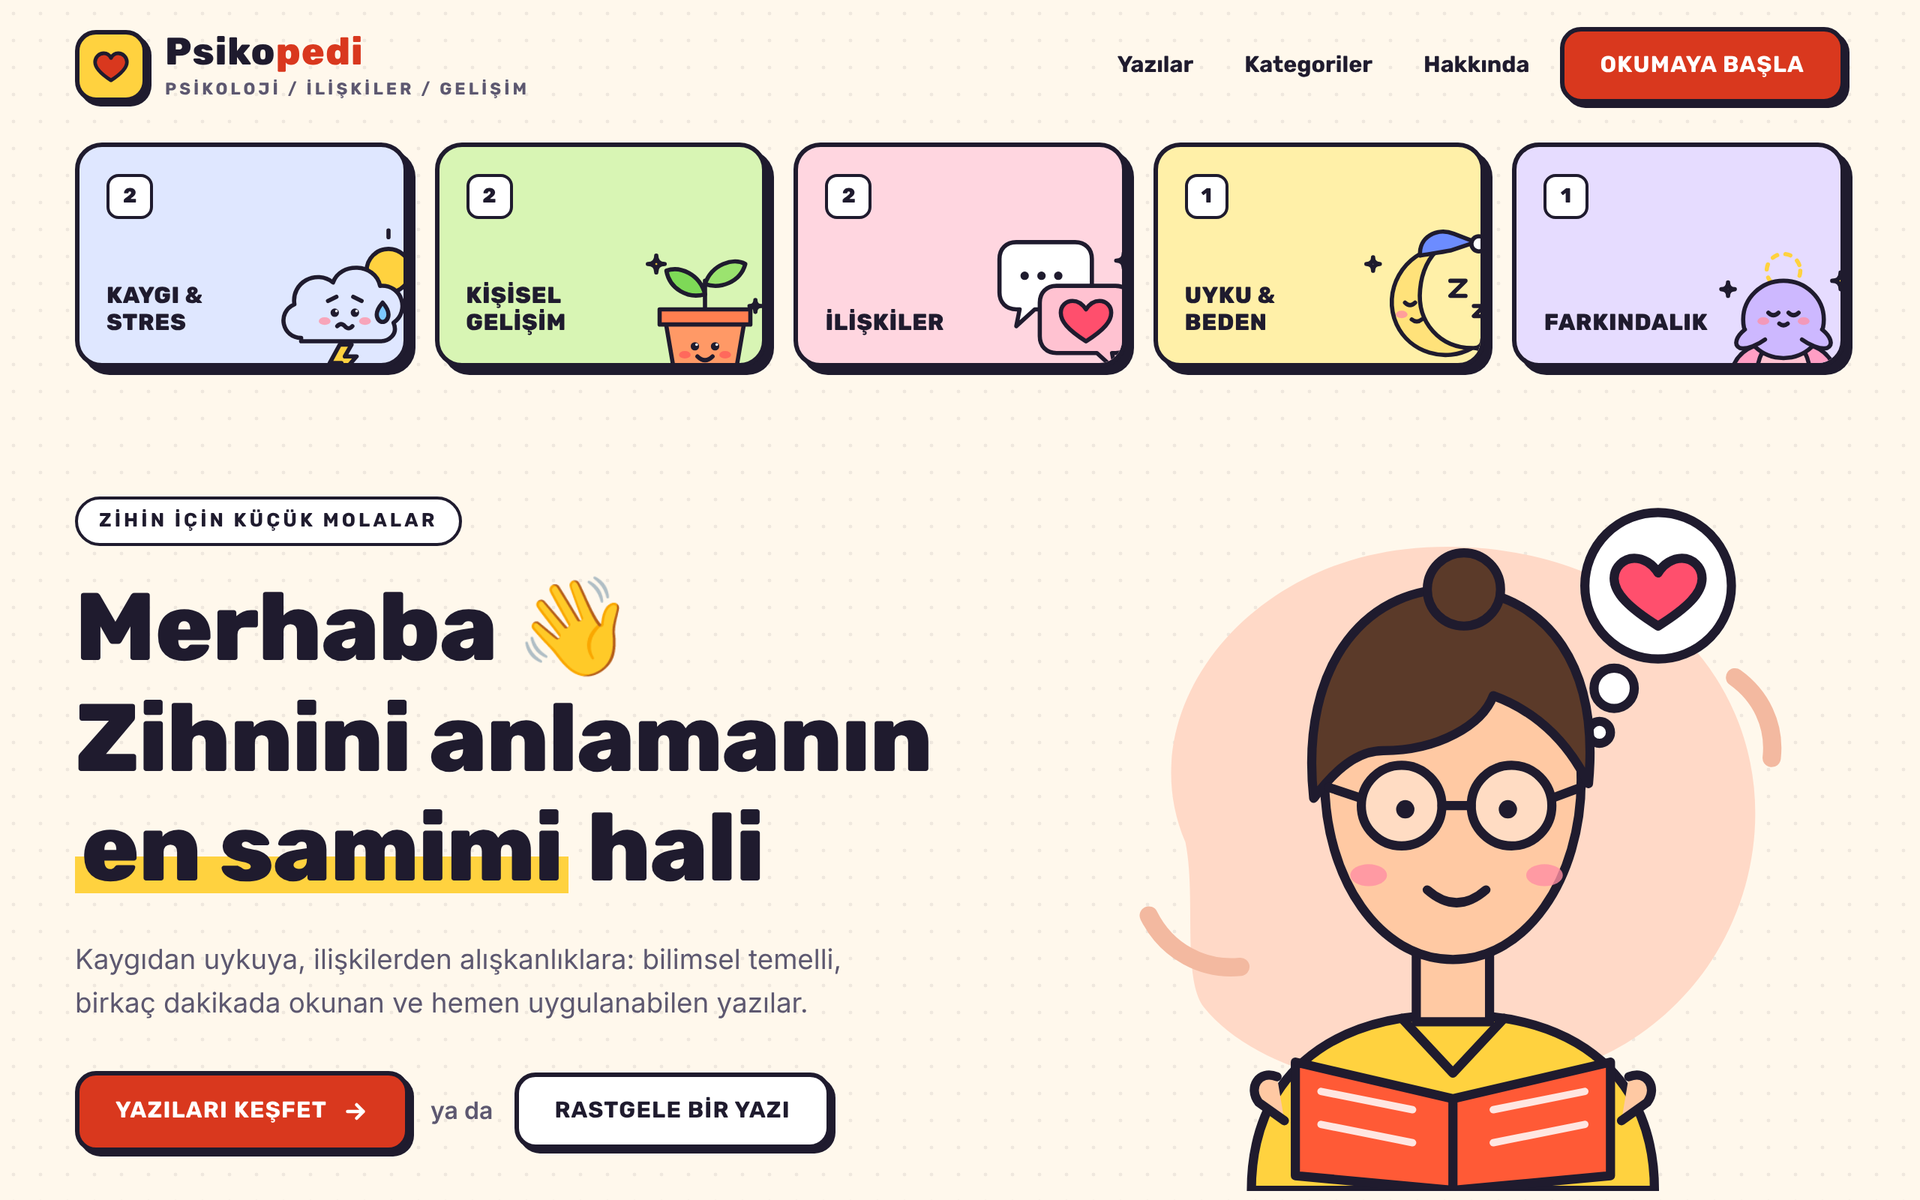 Psikopedi
PSİKOLOJİ / İLİŞKİLER / GELİŞİM
Yazılar
Kategoriler
Hakkında
OKUMAYA BAŞLA
2
KAYGI &
STRES
2
KİŞİSEL
GELİŞİM
2
İLİŞKİLER
1
UYKU &
BEDEN
Z
z
1
FARKINDALIK
ZİHİN İÇİN KÜÇÜK MOLALAR
Merhaba 👋
Zihnini anlamanın
en samimi hali
Kaygıdan uykuya, ilişkilerden alışkanlıklara: bilimsel temelli,
birkaç dakikada okunan ve hemen uygulanabilen yazılar.
YAZILARI KEŞFET →
ya da
RASTGELE BİR YAZI